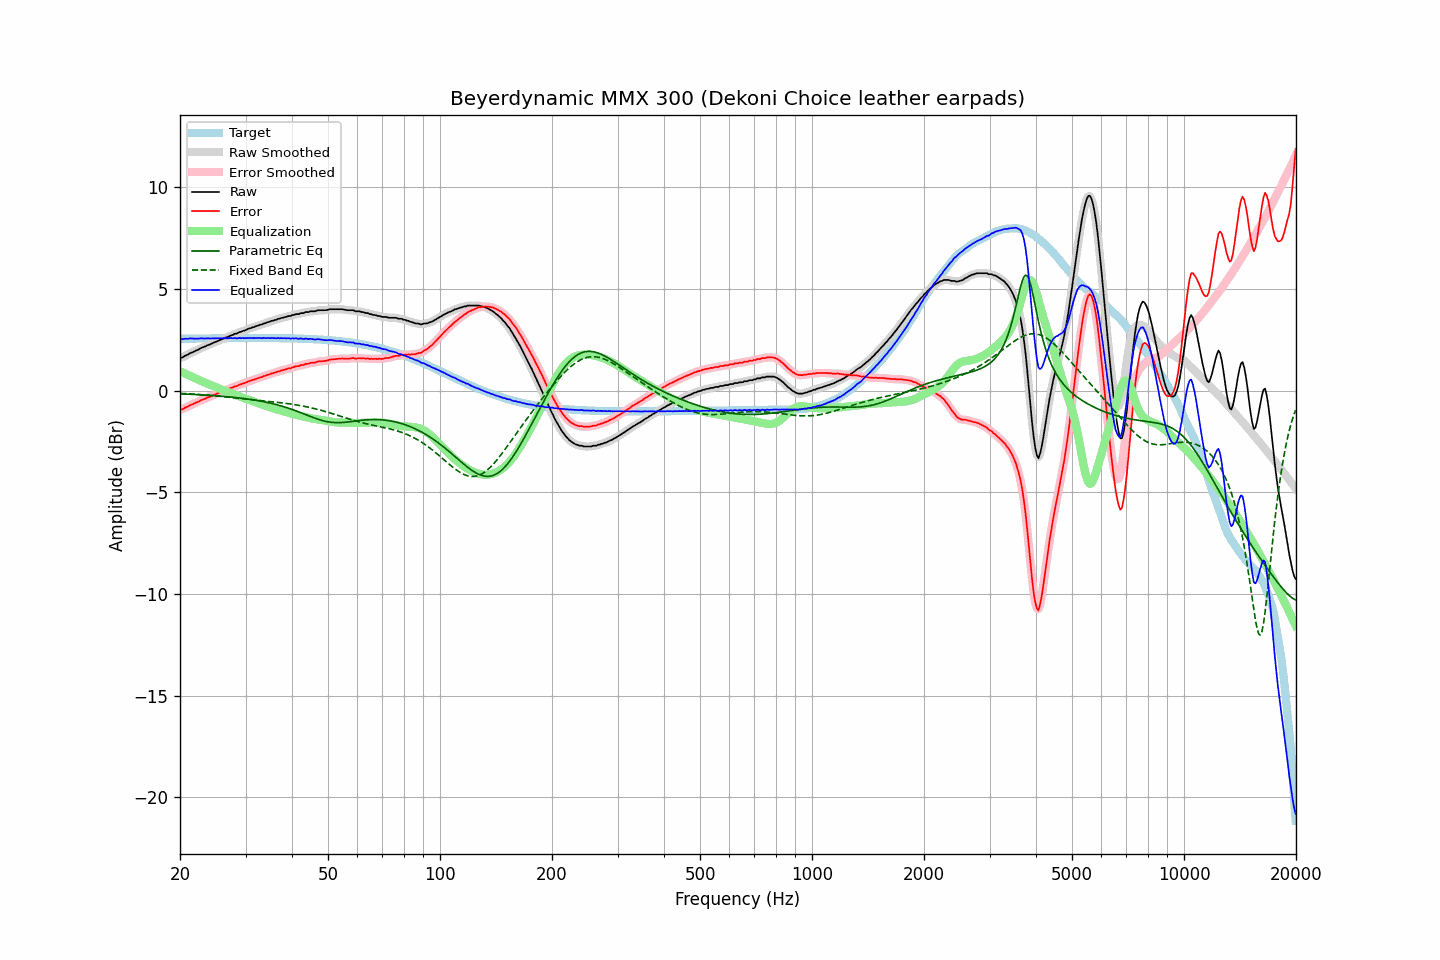 Beyerdynamic MMX 300 (Dekoni Choice leather earpads)
Target
Raw Smoothed
Error Smoothed
Raw
Error
Equalization
Parametric Eq
Fixed Band Eq
Equalized
Amplitude (dBr)
10
5
0
−5
−10
−15
−20
20 50 100 200 500 1000 2000 5000 10000 20000
Frequency (Hz)